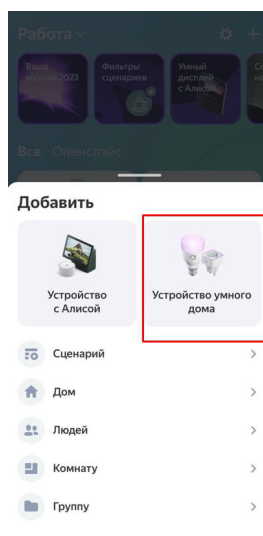 Работа
Ваша
музыка 2023
Фильтры
сценариев
Умный
дисплей
с Алисой
Все Опенспэйс
Добавить
Устройство
с Алисой
Устройство умного
дома
Сценарий
Дом
Людей
Комнату
Группу